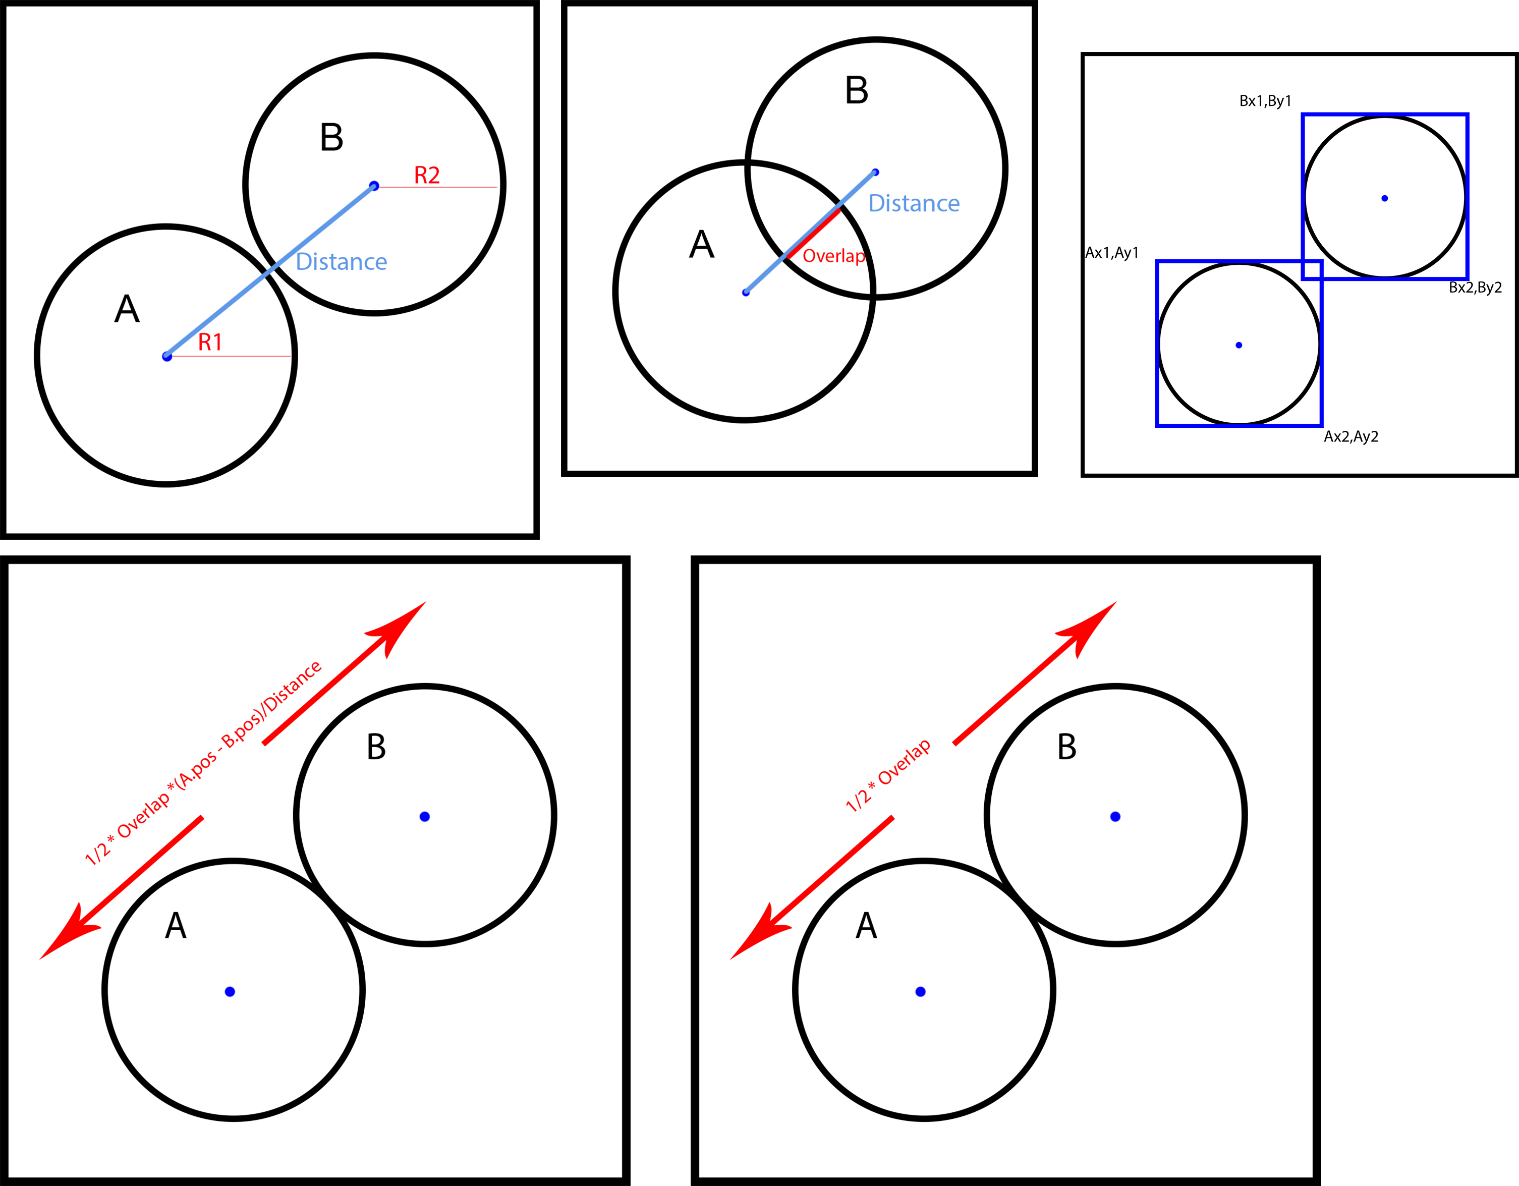 B
R2
Distance
A
R1
B
Distance
A
Overlap
Bx1,By1
Ax1,Ay1
Bx2,By2
Ax2,Ay2
1/2 * Overlap *(A.pos - B.pos)/Distance
B
A
1/2 * Overlap
B
A